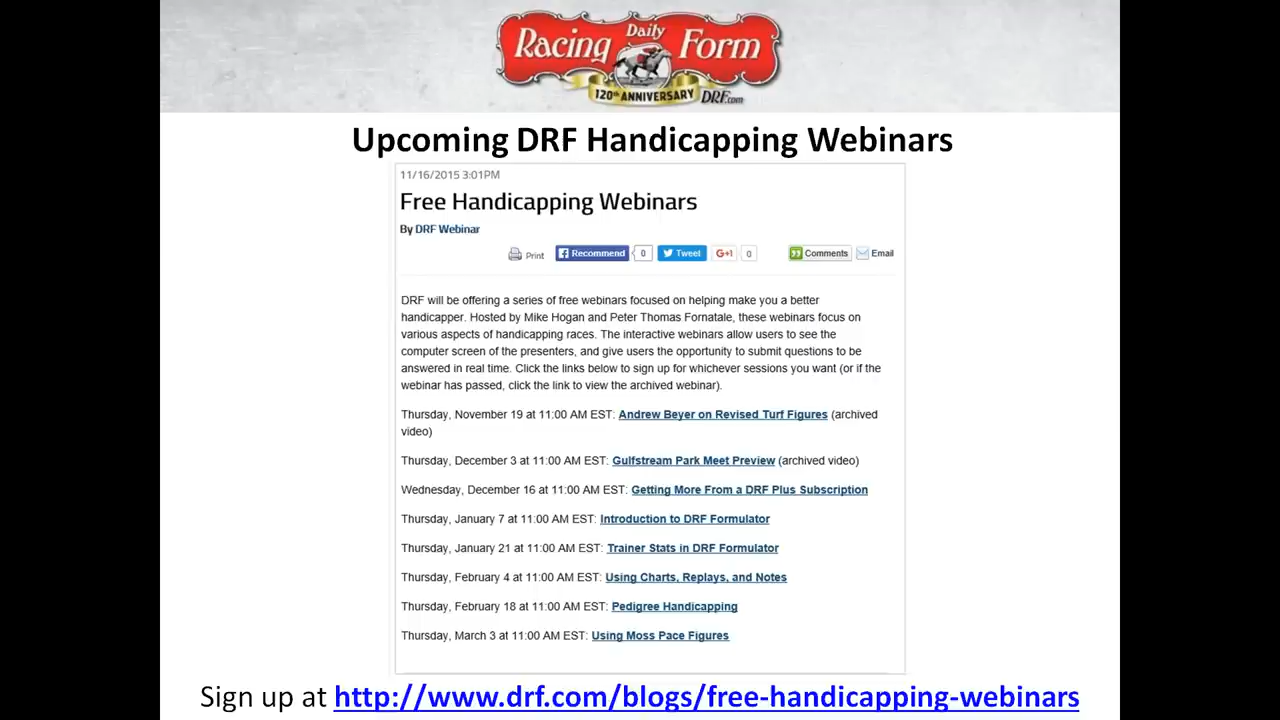 Racing Daily Form
120th ANNIVERSARY DRF.com
Upcoming DRF Handicapping Webinars
11/16/2015 3:01PM
Free Handicapping Webinars
By DRF Webinar
Print Recommend 0 Tweet G+1 0 Comments Email
DRF will be offering a series of free webinars focused on helping make you a better
handicapper. Hosted by Mike Hogan and Peter Thomas Fornatale, these webinars focus on
various aspects of handicapping races. The interactive webinars allow users to see the
computer screen of the presenters, and give users the opportunity to submit questions to be
answered in real time. Click the links below to sign up for whichever sessions you want (or if the
webinar has passed, click the link to view the archived webinar).
Thursday, November 19 at 11:00 AM EST: Andrew Beyer on Revised Turf Figures (archived
video)
Thursday, December 3 at 11:00 AM EST: Gulfstream Park Meet Preview (archived video)
Wednesday, December 16 at 11:00 AM EST: Getting More From a DRF Plus Subscription
Thursday, January 7 at 11:00 AM EST: Introduction to DRF Formulator
Thursday, January 21 at 11:00 AM EST: Trainer Stats in DRF Formulator
Thursday, February 4 at 11:00 AM EST: Using Charts, Replays, and Notes
Thursday, February 18 at 11:00 AM EST: Pedigree Handicapping
Thursday, March 3 at 11:00 AM EST: Using Moss Pace Figures
Sign up at http://www.drf.com/blogs/free-handicapping-webinars